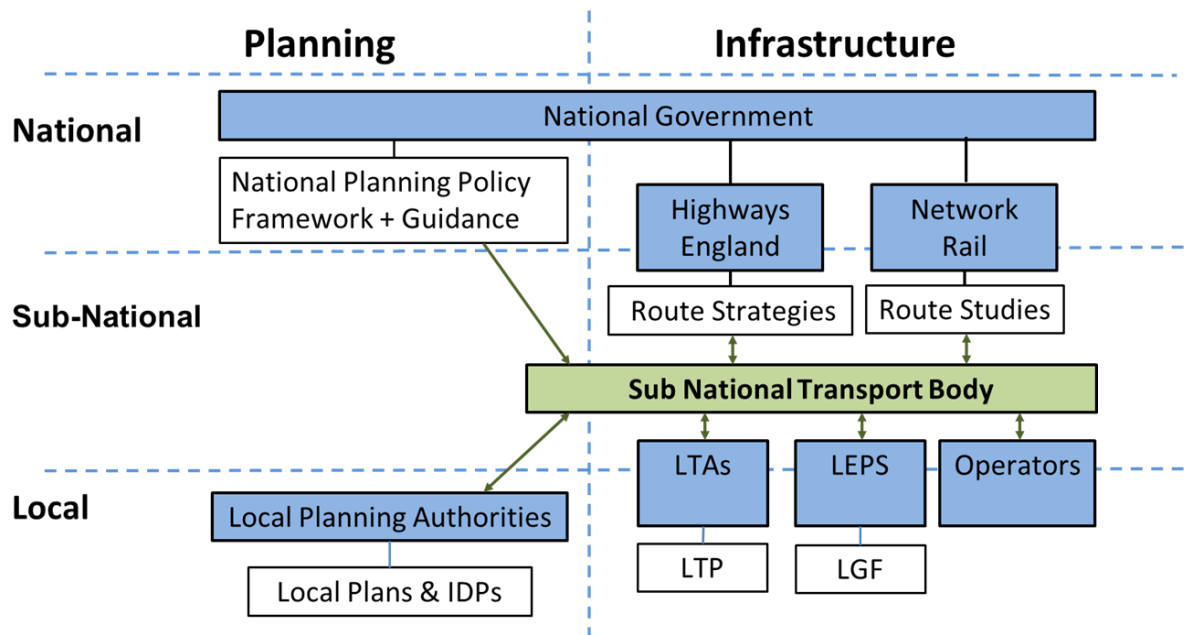 Planning
Infrastructure
National
National Government
National Planning Policy
Framework + Guidance
Highways
England
Network
Rail
Sub-National
Route Strategies
Route Studies
Sub National Transport Body
LTAs
LEPS
Operators
Local
Local Planning Authorities
LTP
LGF
Local Plans & IDPs